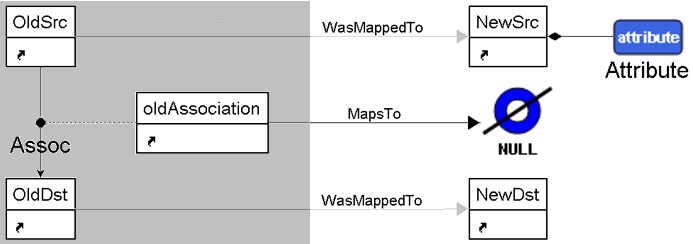 OldSrc
WasMappedTo
NewSrc
attribute
Attribute
oldAssociation
MapsTo
NULL
Assoc
OldDst
WasMappedTo
NewDst